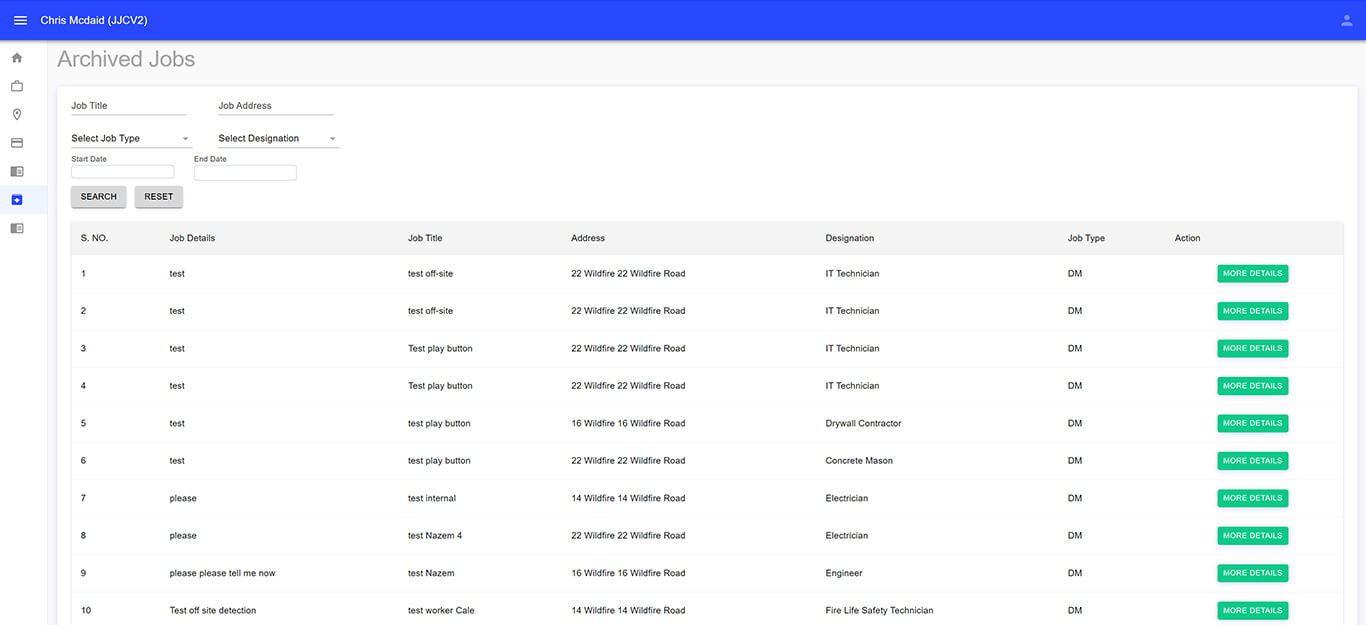 Chris Mcdaid (JJCV2)
Archived Jobs
Job Title Job Address
Select Job Type Select Designation
Start Date End Date
SEARCH RESET
S. NO. Job Details Job Title Address Designation Job Type Action
1 test test off-site 22 Wildfire 22 Wildfire Road IT Technician DM MORE DETAILS
2 test test off-site 22 Wildfire 22 Wildfire Road IT Technician DM MORE DETAILS
3 test Test play button 22 Wildfire 22 Wildfire Road IT Technician DM MORE DETAILS
4 test Test play button 22 Wildfire 22 Wildfire Road IT Technician DM MORE DETAILS
5 test test play button 16 Wildfire 16 Wildfire Road Drywall Contractor DM MORE DETAILS
6 test test play button 22 Wildfire 22 Wildfire Road Concrete Mason DM MORE DETAILS
7 please test internal 14 Wildfire 14 Wildfire Road Electrician DM MORE DETAILS
8 please test Nazem 4 22 Wildfire 22 Wildfire Road Electrician DM MORE DETAILS
9 please please tell me now test Nazem 16 Wildfire 16 Wildfire Road Engineer DM MORE DETAILS
10 Test off site detection test worker Cale 14 Wildfire 14 Wildfire Road Fire Life Safety Technician DM MORE DETAILS